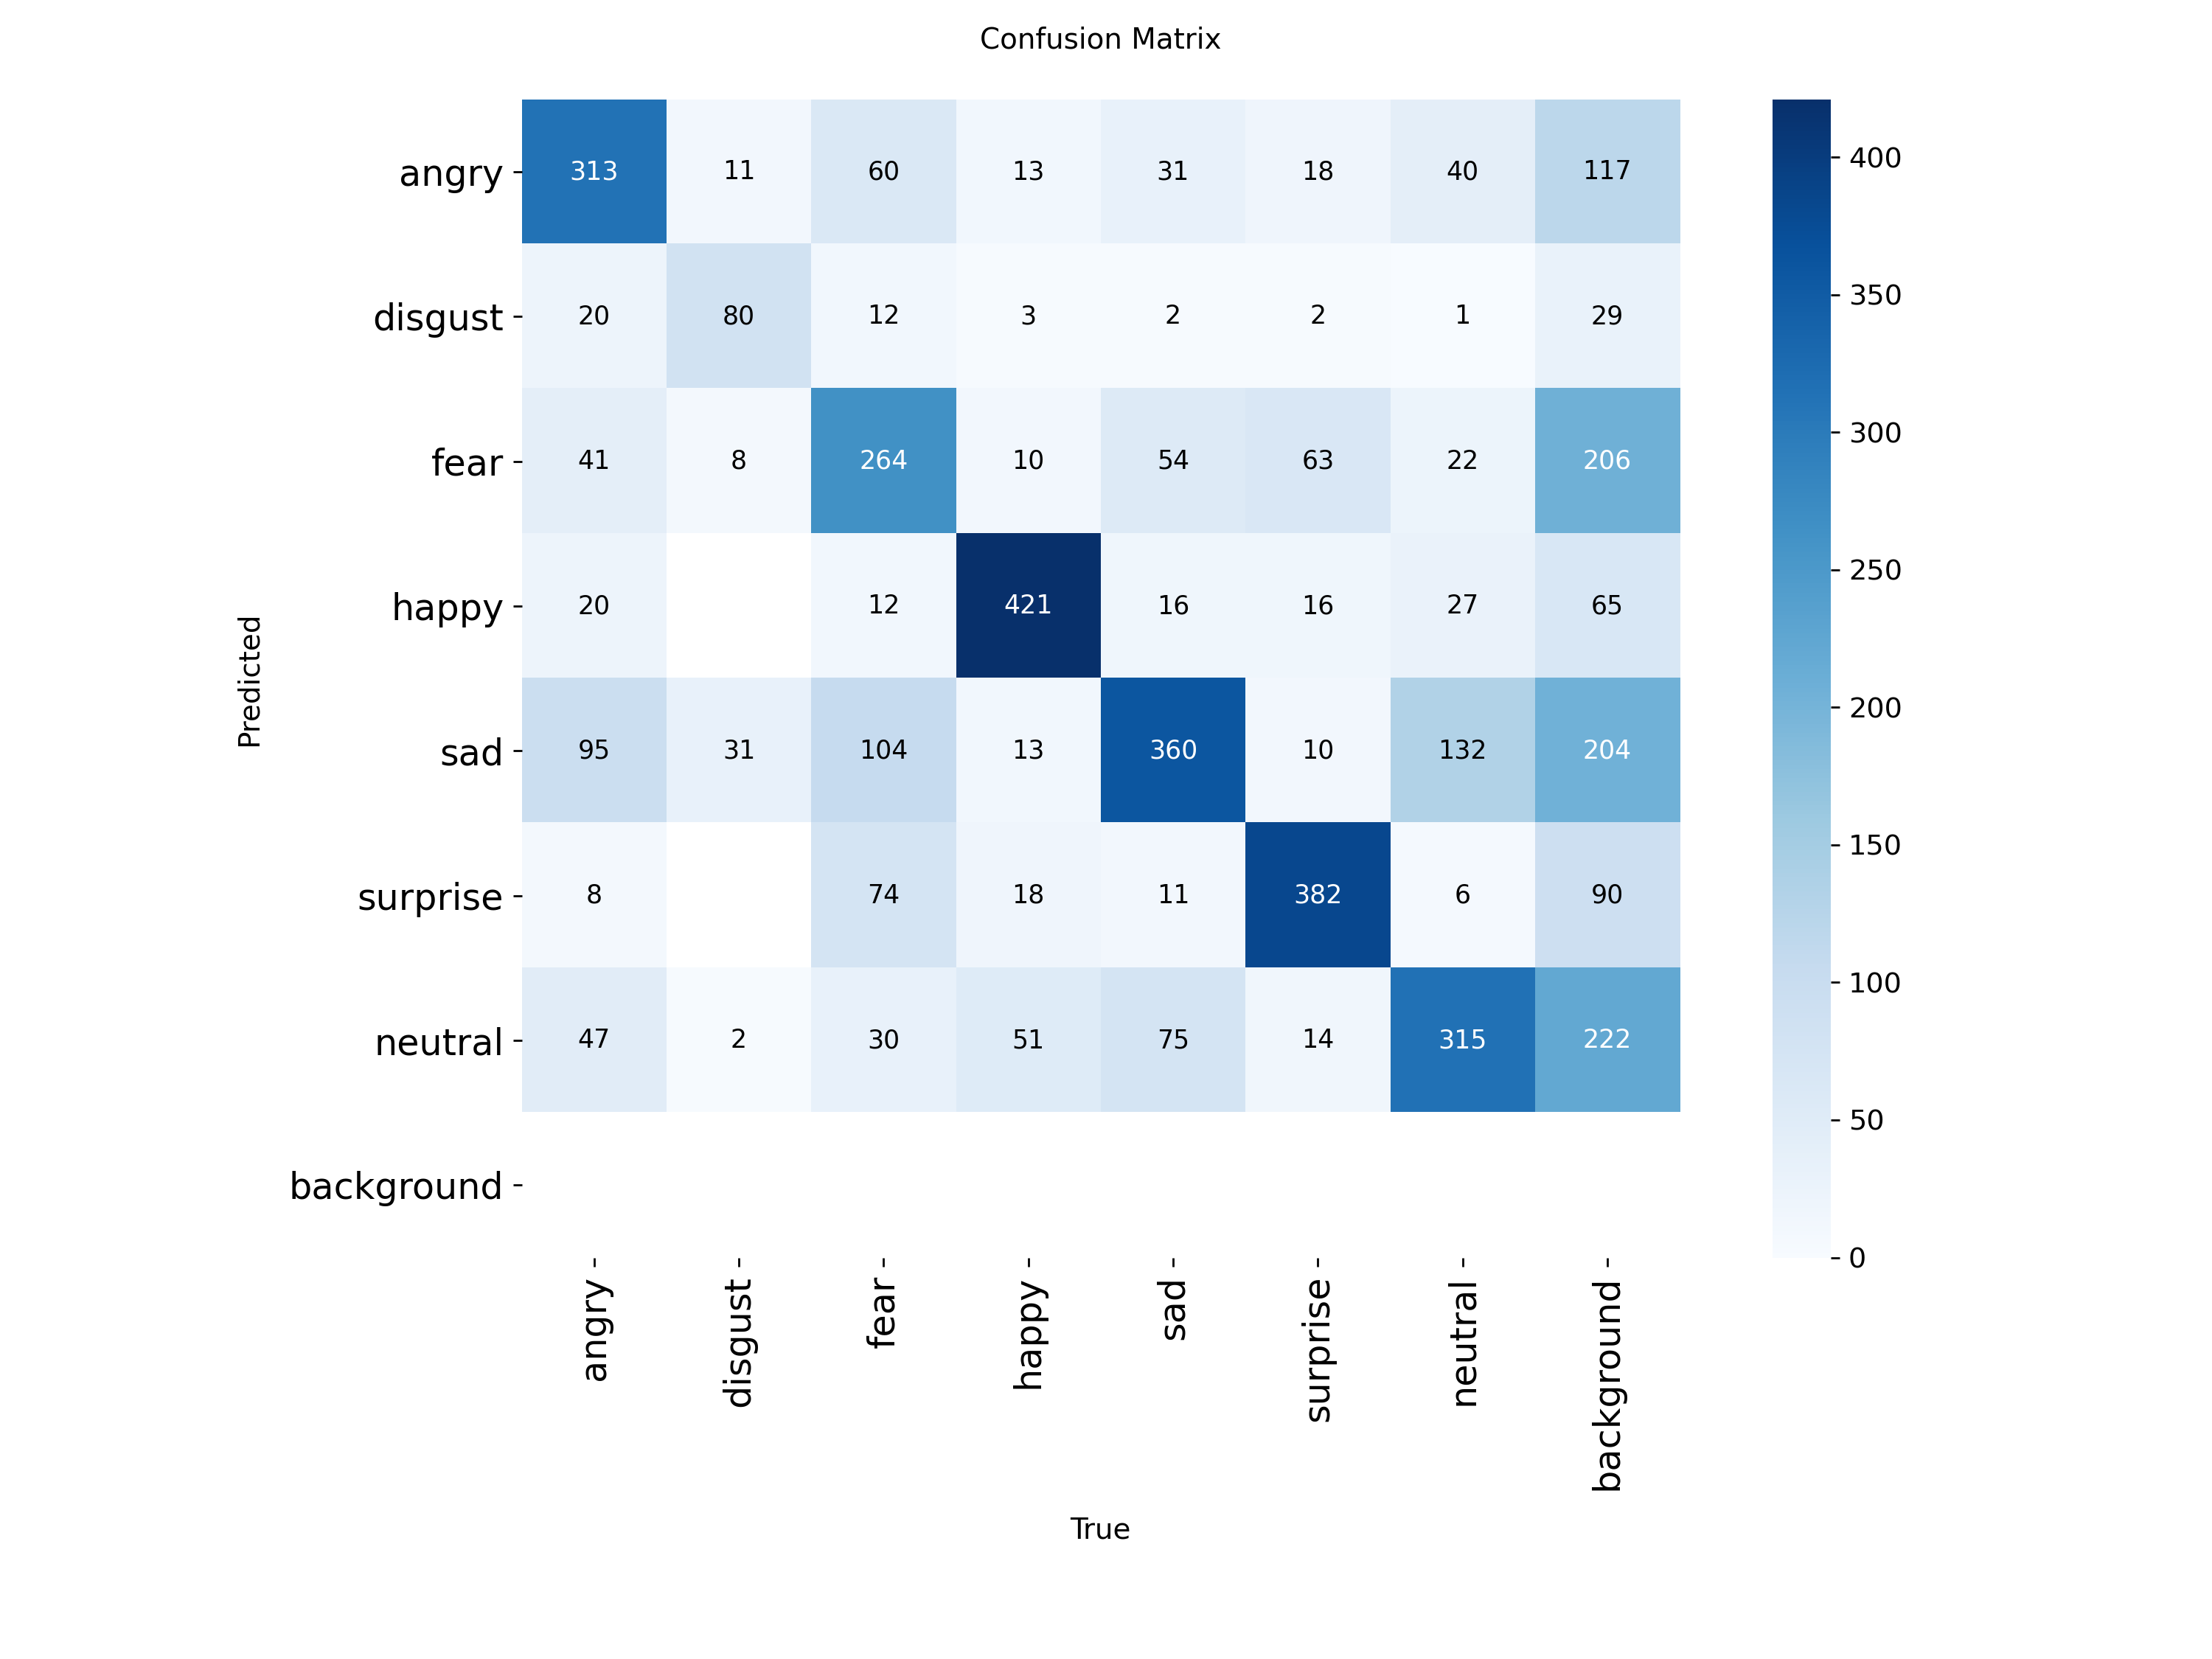 Confusion Matrix
angry 313 11 60 13 31 18 40 117
disgust 20 80 12 3 2 2 1 29
fear 41 8 264 10 54 63 22 206
happy 20 12 421 16 16 27 65
sad 95 31 104 13 360 10 132 204
surprise 8 74 18 11 382 6 90
neutral 47 2 30 51 75 14 315 222
background
Predicted
angry disgust fear happy sad surprise neutral background
True
400
350
300
250
200
150
100
50
0